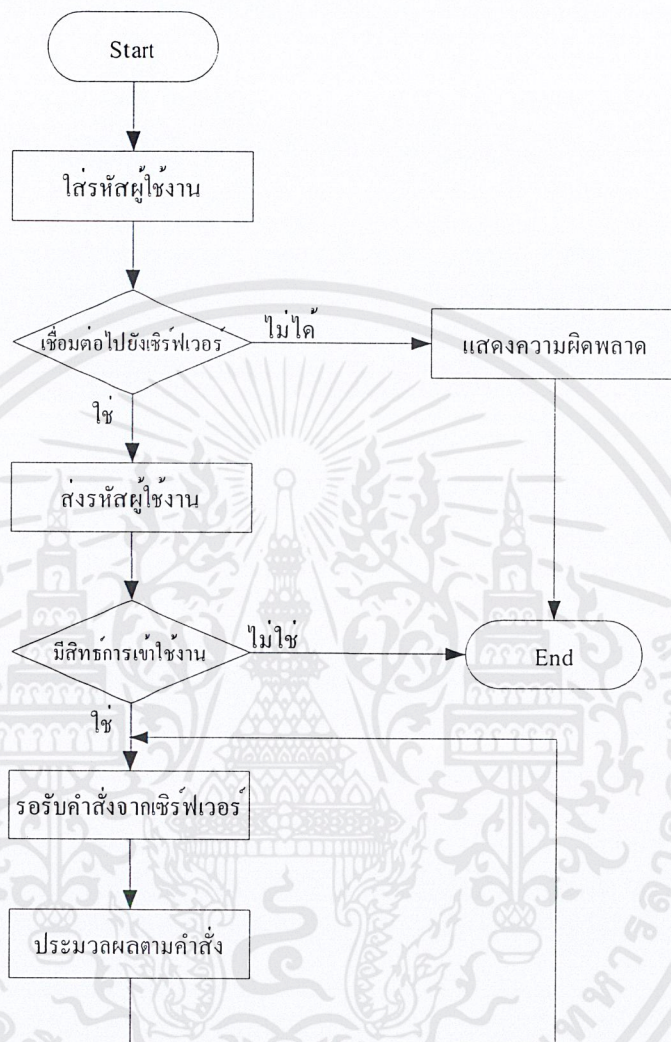 Start
ใส่รหัสผู้ใช้งาน
เชื่อมต่อไปยังเซิร์ฟเวอร์
ไม่ได้
แสดงความผิดพลาด
ใช่
ส่งรหัสผู้ใช้งาน
มีสิทธ์การเข้าใช้งาน
ไม่ใช่
End
ใช่
รอรับคำสั่งจากเซิร์ฟเวอร์
ประมวลผลตามคำสั่ง